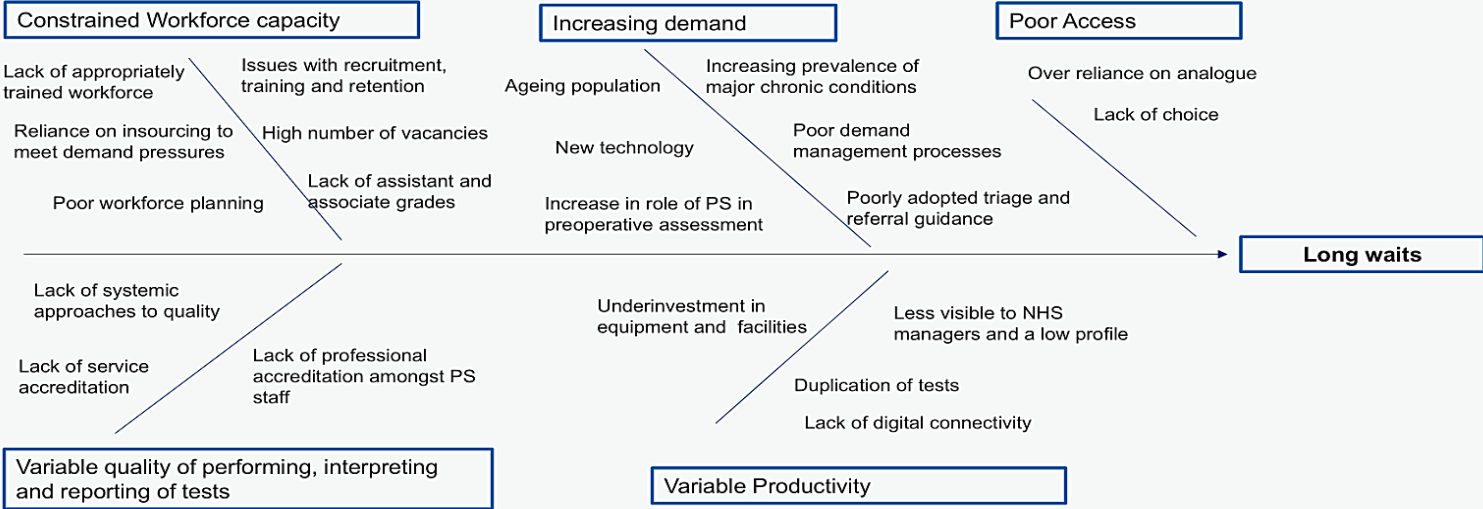 Constrained Workforce capacity
Lack of appropriately
trained workforce
Issues with recruitment,
training and retention
Reliance on insourcing to
meet demand pressures
High number of vacancies
Poor workforce planning
Lack of assistant and
associate grades
Increasing demand
Ageing population
Increasing prevalence of
major chronic conditions
New technology
Poor demand
management processes
Increase in role of PS in
preoperative assessment
Poorly adopted triage and
referral guidance
Poor Access
Over reliance on analogue
Lack of choice
Long waits
Lack of systemic
approaches to quality
Lack of service
accreditation
Lack of professional
accreditation amongst PS
staff
Variable quality of performing, interpreting
and reporting of tests
Underinvestment in
equipment and facilities
Less visible to NHS
managers and a low profile
Duplication of tests
Lack of digital connectivity
Variable Productivity